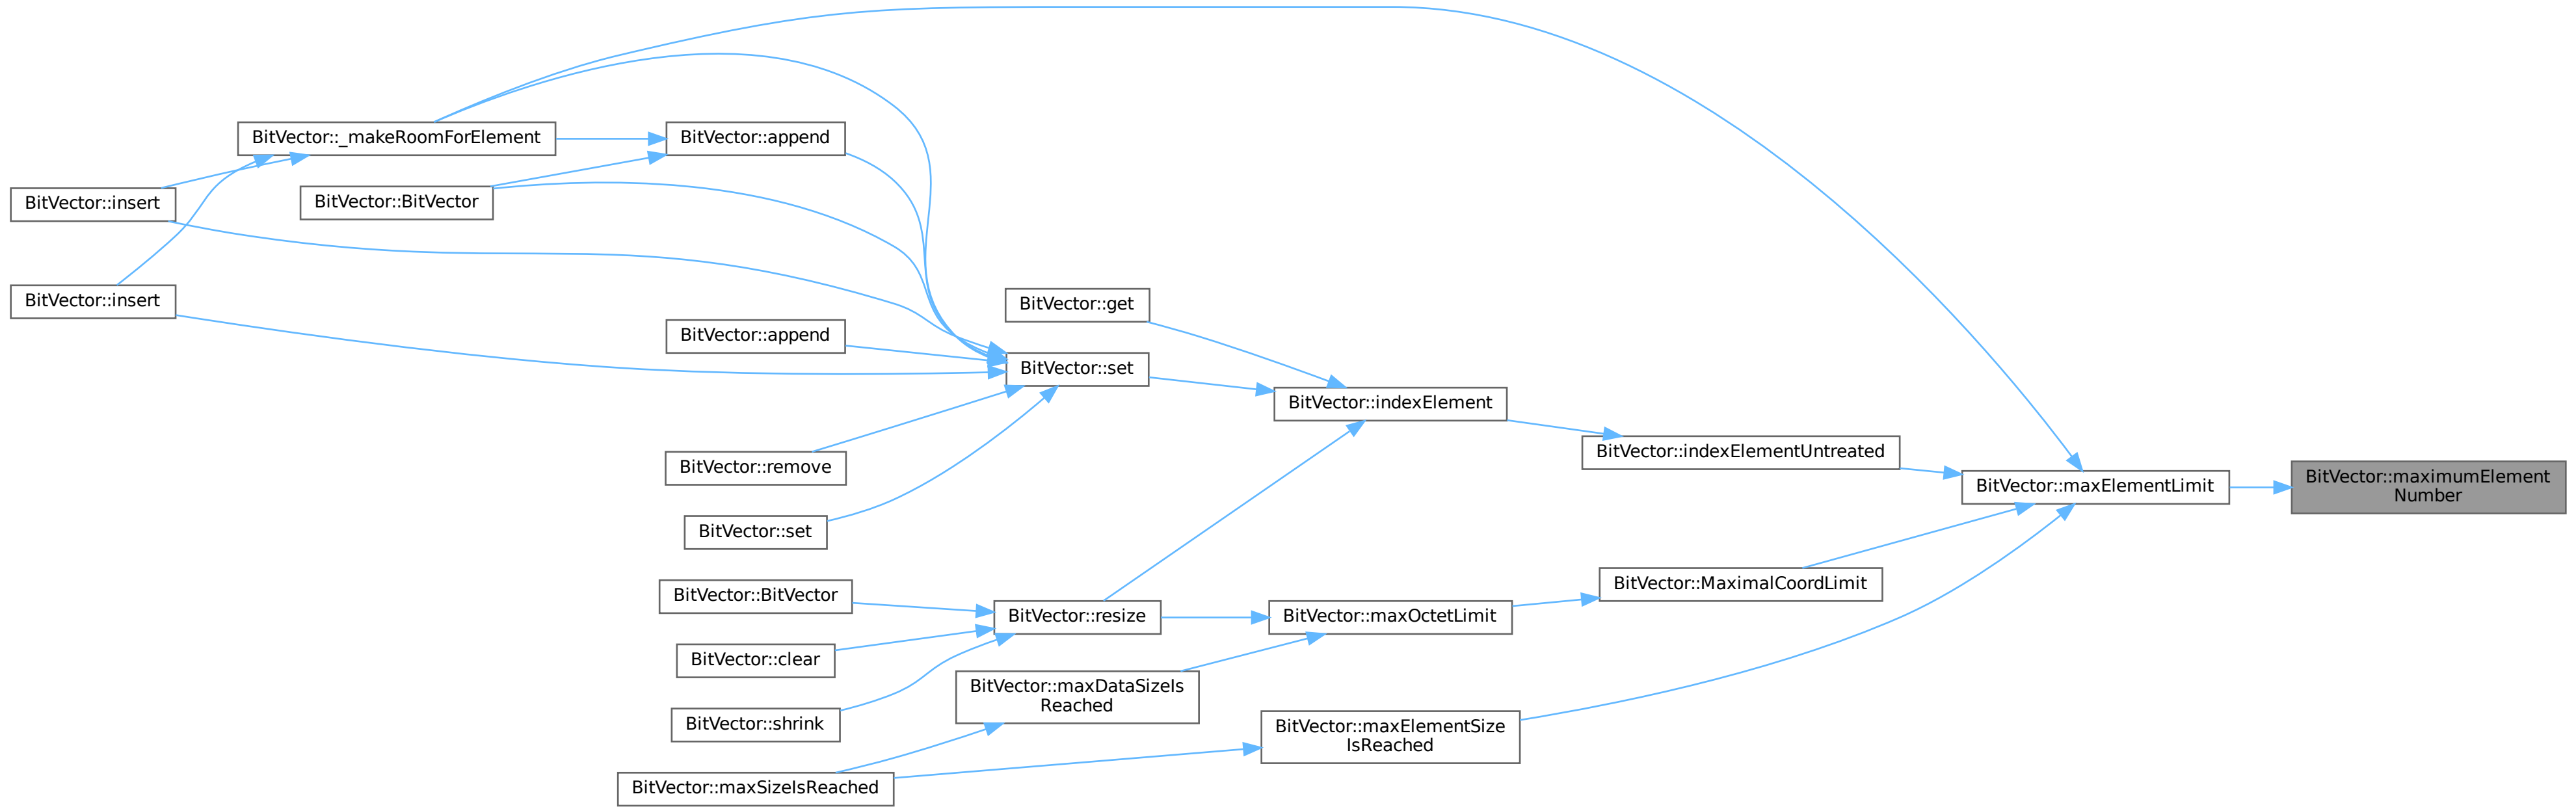 BitVector::_makeRoomForElement
BitVector::append
BitVector::insert
BitVector::BitVector
BitVector::insert
BitVector::get
BitVector::append
BitVector::set
BitVector::indexElement
BitVector::indexElementUntreated
BitVector::remove
BitVector::maxElementLimit
BitVector::maximumElement
Number
BitVector::set
BitVector::BitVector
BitVector::MaximalCoordLimit
BitVector::resize
BitVector::maxOctetLimit
BitVector::clear
BitVector::maxDataSizeIs
Reached
BitVector::shrink
BitVector::maxElementSize
IsReached
BitVector::maxSizeIsReached